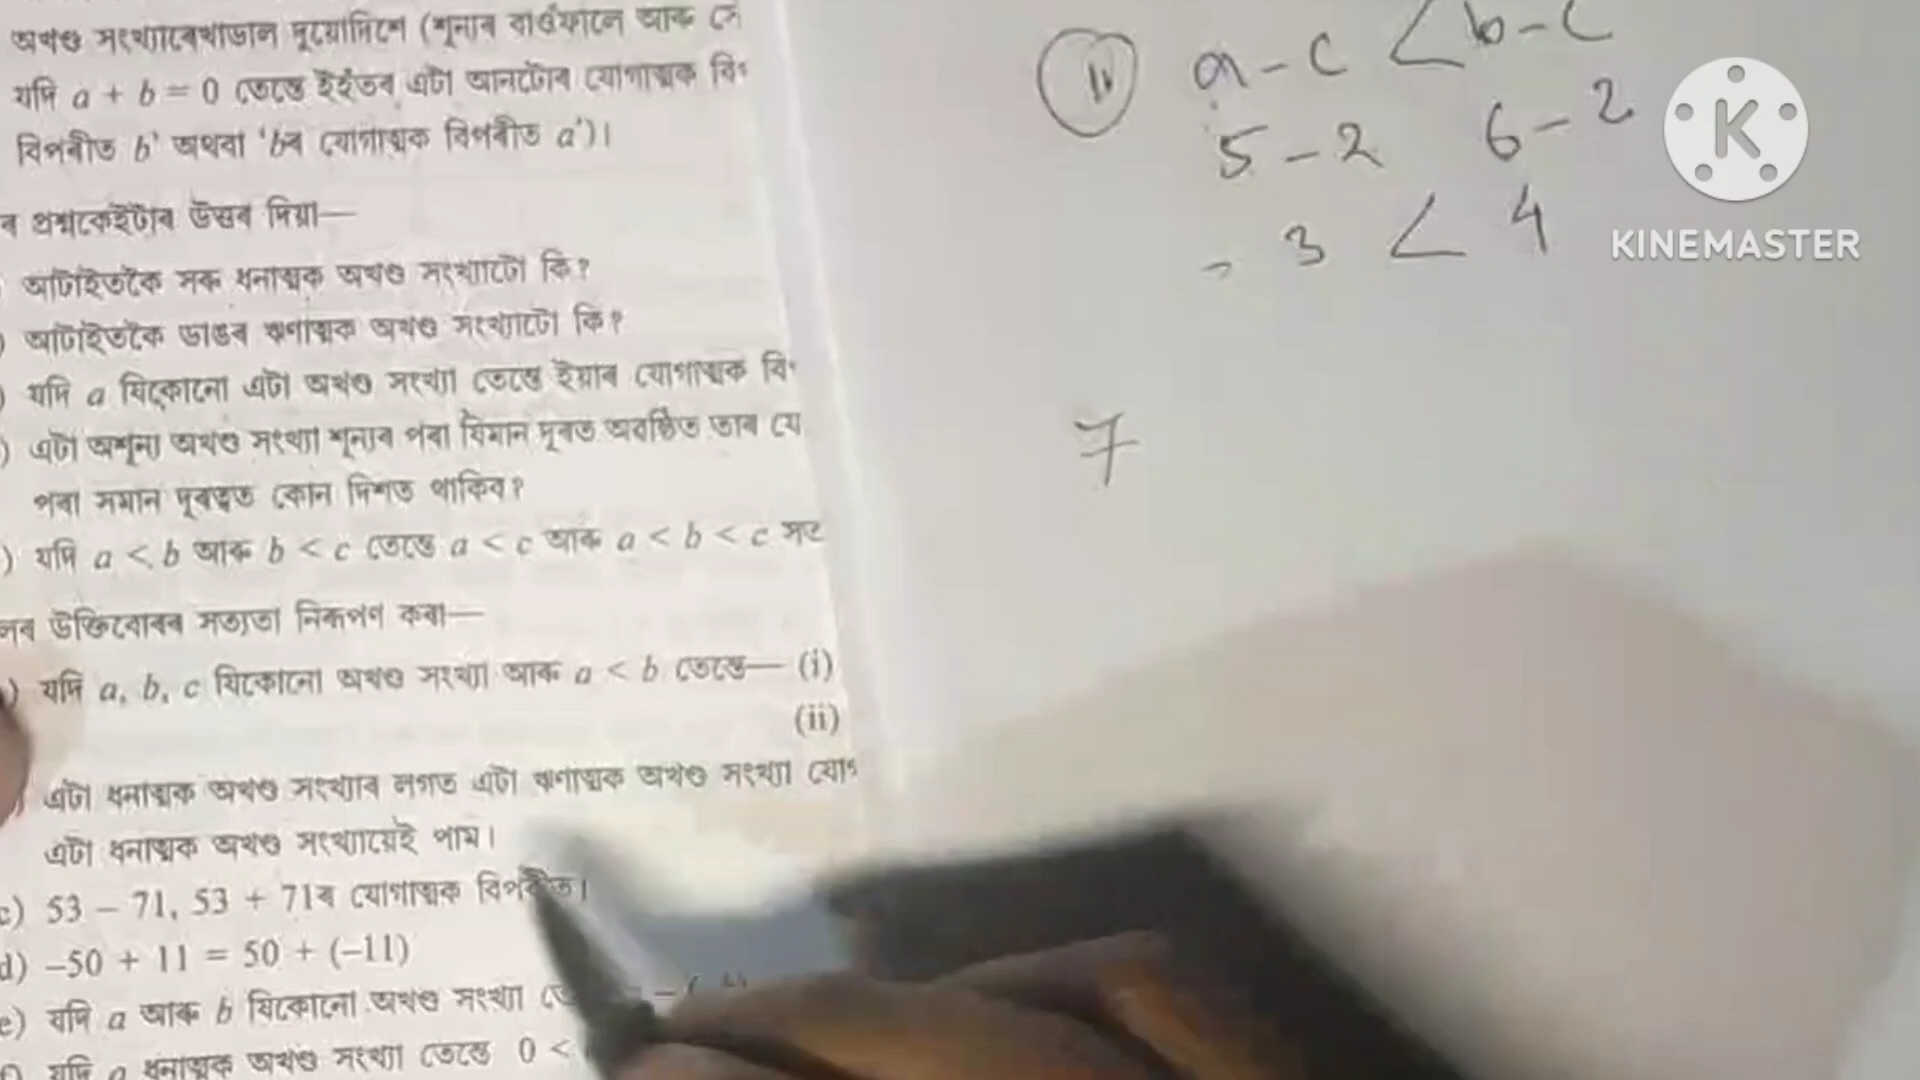 অখণ্ড সংখ্যাৰেখাডাল দুয়োদিশে (শূন্যৰ বাওঁফালে আৰু সোঁ
যদি a + b = 0 তেন্তে ইহঁতৰ এটা আনটোৰ যোগাত্মক
বিপৰীত b' অথবা 'bৰ যোগাত্মক বিপৰীত a')।
ৰ প্ৰশ্নকেইটাৰ উত্তৰ দিয়া—
আটাইতকৈ সৰু ধনাত্মক অখণ্ড সংখ্যাটো কি?
) আটাইতকৈ ডাঙৰ ঋণাত্মক অখণ্ড সংখ্যাটো কি?
) যদি a যিকোনো এটা অখণ্ড সংখ্যা তেন্তে ইয়াৰ যোগাত্মক
) এটা অশূন্য অখণ্ড সংখ্যা শূন্যৰ পৰা যিমান দূৰত অৱস্থিত তাৰ
পৰা সমান দূৰত্বত কোন দিশত থাকিব?
) যদি a < b আৰু b < c তেন্তে a < c আৰু a < b < c
উক্তিবোৰৰ সত্যতা নিৰূপণ কৰা—
) যদি a, b, c যিকোনো অখণ্ড সংখ্যা আৰু a < b তেন্তে— (i)
(ii)
এটা ধনাত্মক অখণ্ড সংখ্যাৰ লগত এটা ঋণাত্মক অখণ্ড সংখ্যা
এটা ধনাত্মক অখণ্ড সংখ্যায়েই পাম।
c) 53 – 71, 53 + 71ৰ যোগাত্মক বিপৰীত।
d) –50 + 11 = 50 + (–11)
e) যদি a আৰু b যিকোনো অখণ্ড সংখ্যা
যদি a ধনাত্মক অখণ্ড সংখ্যা তেন্তে 0 <
(ii) a - c < b - c
5 - 2 6 - 2
- 3 < 4
7
K
KINEMASTER